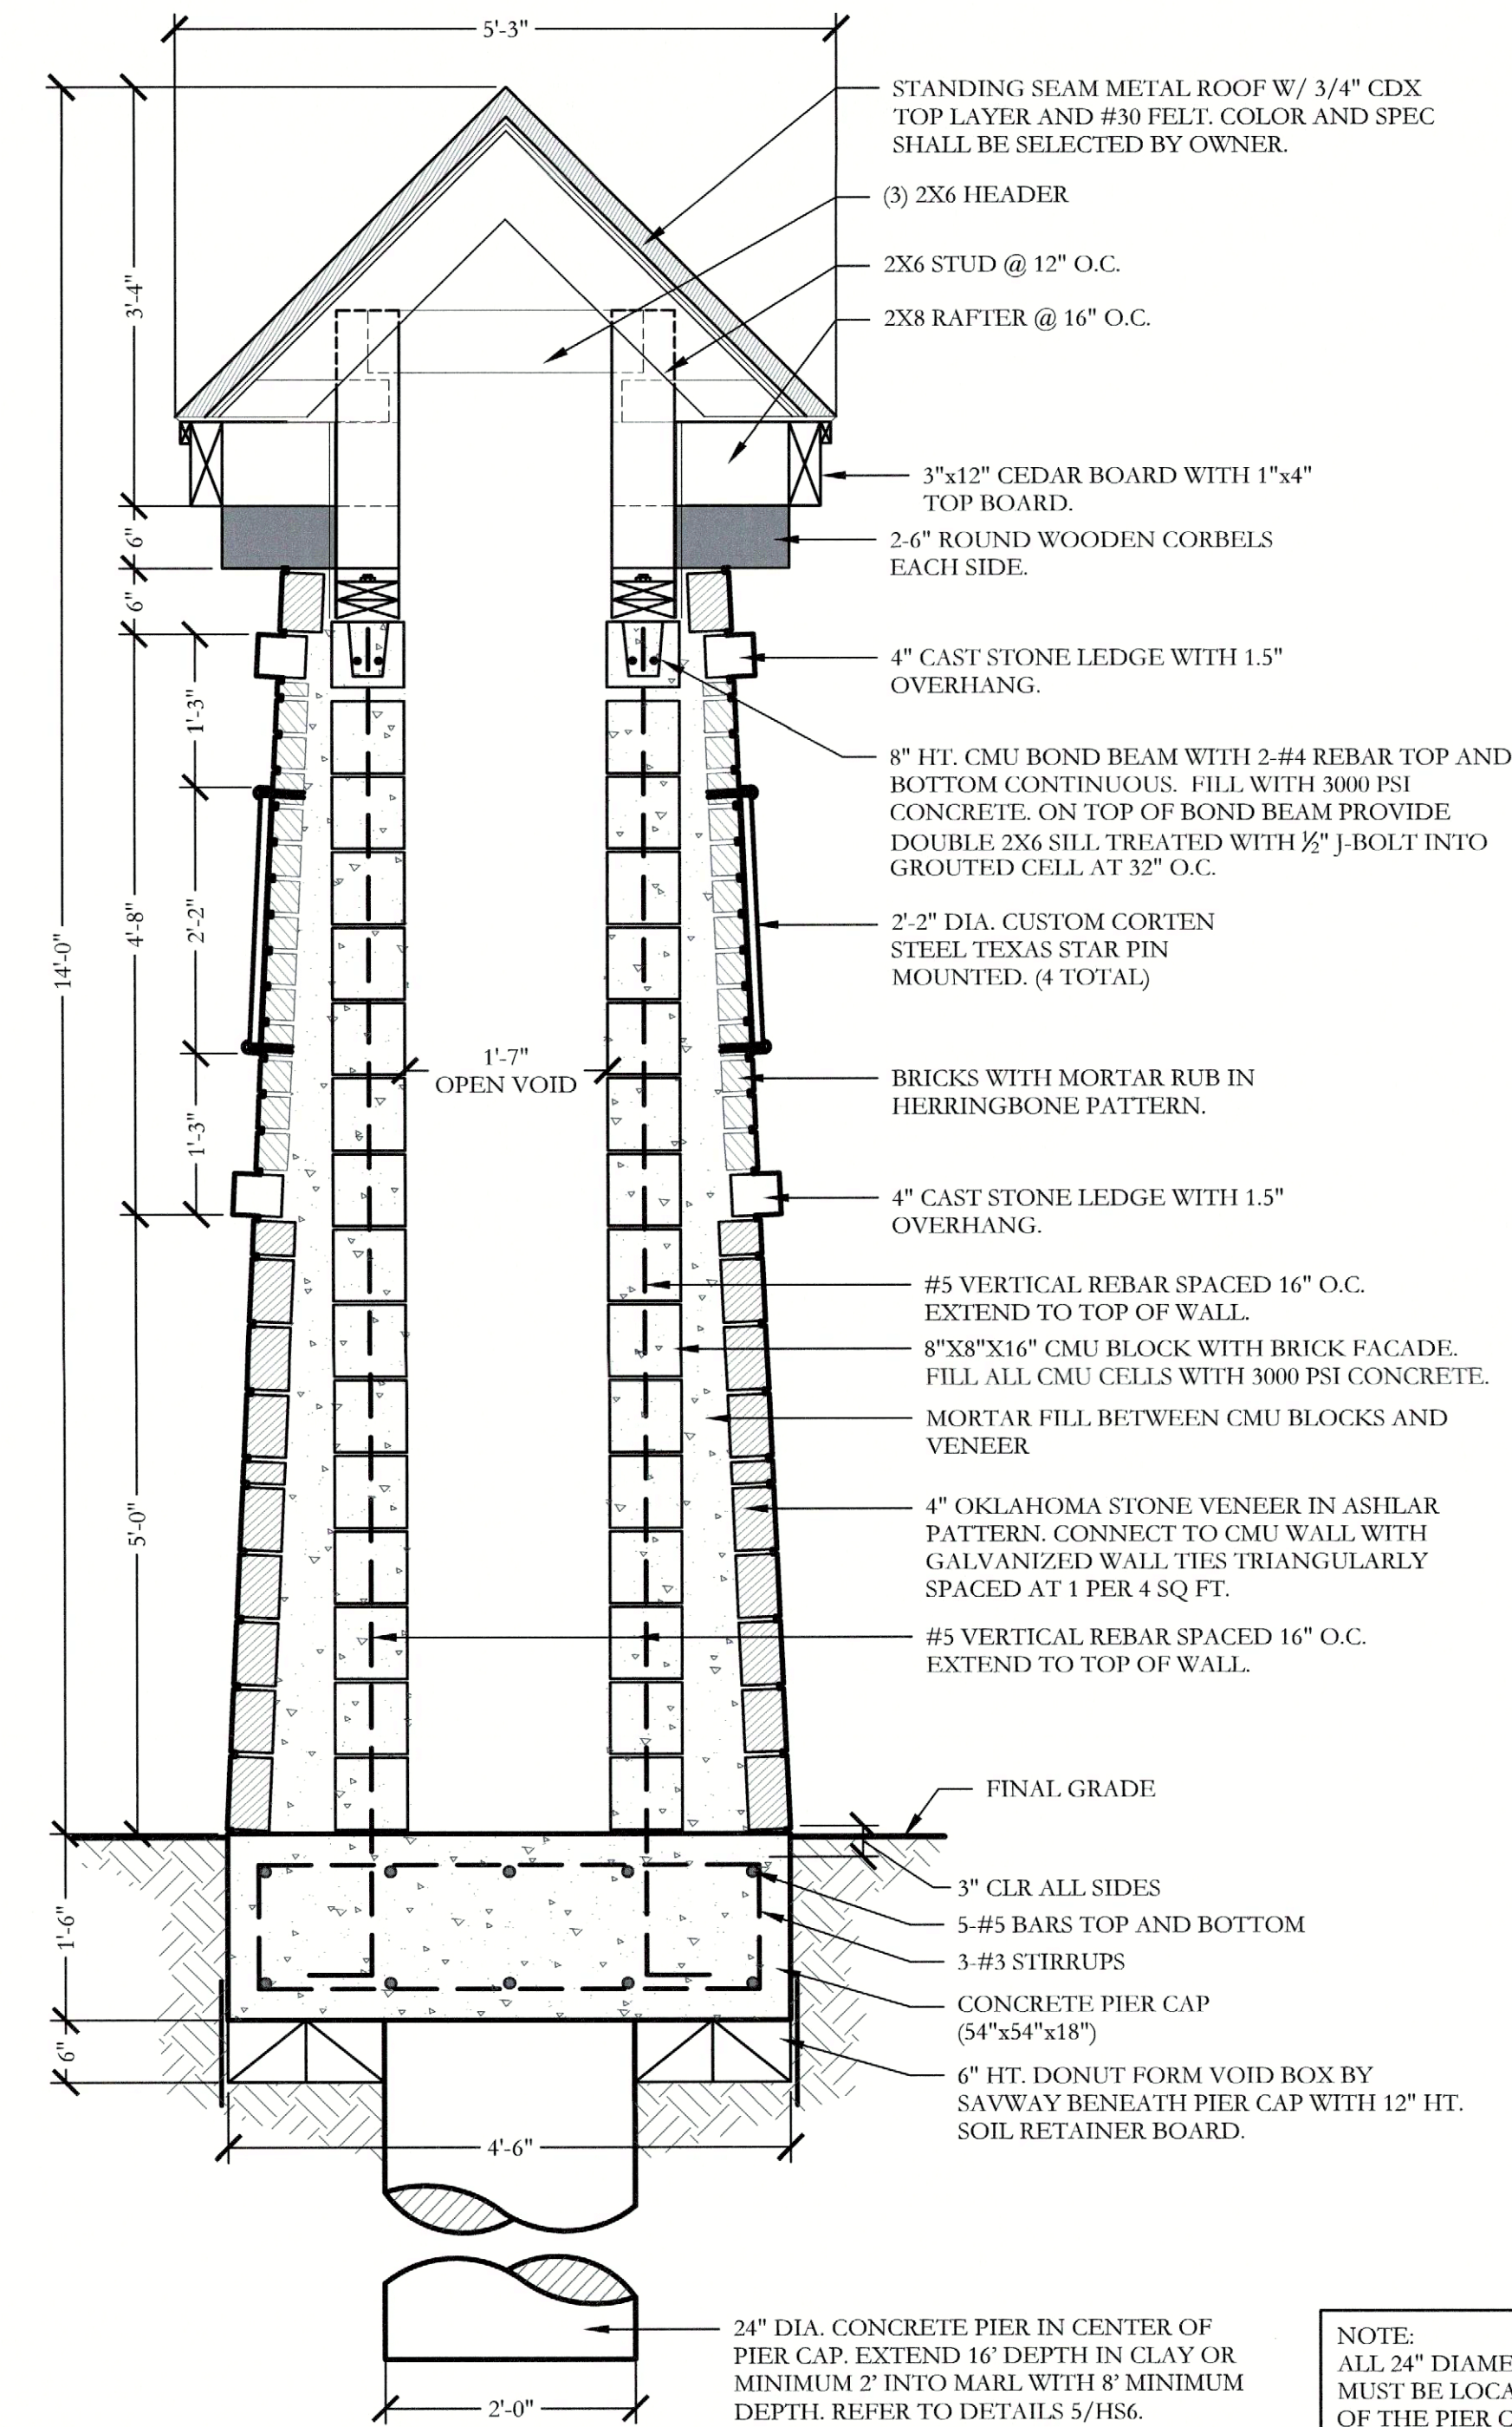 5'-3"
STANDING SEAM METAL ROOF W/ 3/4" CDX
TOP LAYER AND #30 FELT. COLOR AND SPEC
SHALL BE SELECTED BY OWNER.
(3) 2X6 HEADER
2X6 STUD @ 12" O.C.
3'-4"
2X8 RAFTER @ 16" O.C.
3"x12" CEDAR BOARD WITH 1"x4"
TOP BOARD.
6"
2-6" ROUND WOODEN CORBELS
EACH SIDE.
6"
4" CAST STONE LEDGE WITH 1.5"
OVERHANG.
1'-3"
8" HT. CMU BOND BEAM WITH 2-#4 REBAR TOP AND
BOTTOM CONTINUOUS. FILL WITH 3000 PSI
CONCRETE. ON TOP OF BOND BEAM PROVIDE
DOUBLE 2X6 SILL TREATED WITH ½" J-BOLT INTO
GROUTED CELL AT 32" O.C.
14'-0"
4'-8"
2'-2"
2'-2" DIA. CUSTOM CORTEN
STEEL TEXAS STAR PIN
MOUNTED. (4 TOTAL)
1'-7"
OPEN VOID
BRICKS WITH MORTAR RUB IN
HERRINGBONE PATTERN.
1'-3"
4" CAST STONE LEDGE WITH 1.5"
OVERHANG.
#5 VERTICAL REBAR SPACED 16" O.C.
EXTEND TO TOP OF WALL.
8"X8"X16" CMU BLOCK WITH BRICK FACADE.
FILL ALL CMU CELLS WITH 3000 PSI CONCRETE.
MORTAR FILL BETWEEN CMU BLOCKS AND
VENEER
5'-0"
4" OKLAHOMA STONE VENEER IN ASHLAR
PATTERN. CONNECT TO CMU WALL WITH
GALVANIZED WALL TIES TRIANGULARLY
SPACED AT 1 PER 4 SQ FT.
#5 VERTICAL REBAR SPACED 16" O.C.
EXTEND TO TOP OF WALL.
FINAL GRADE
3" CLR ALL SIDES
5-#5 BARS TOP AND BOTTOM
1'-6"
3-#3 STIRRUPS
CONCRETE PIER CAP
(54"x54"x18")
6"
6" HT. DONUT FORM VOID BOX BY
SAVWAY BENEATH PIER CAP WITH 12" HT.
SOIL RETAINER BOARD.
4'-6"
24" DIA. CONCRETE PIER IN CENTER OF
PIER CAP. EXTEND 16' DEPTH IN CLAY OR
MINIMUM 2' INTO MARL WITH 8' MINIMUM
DEPTH. REFER TO DETAILS 5/HS6.
2'-0"
NOTE:
ALL 24"
MUST BE
OF THE PIER